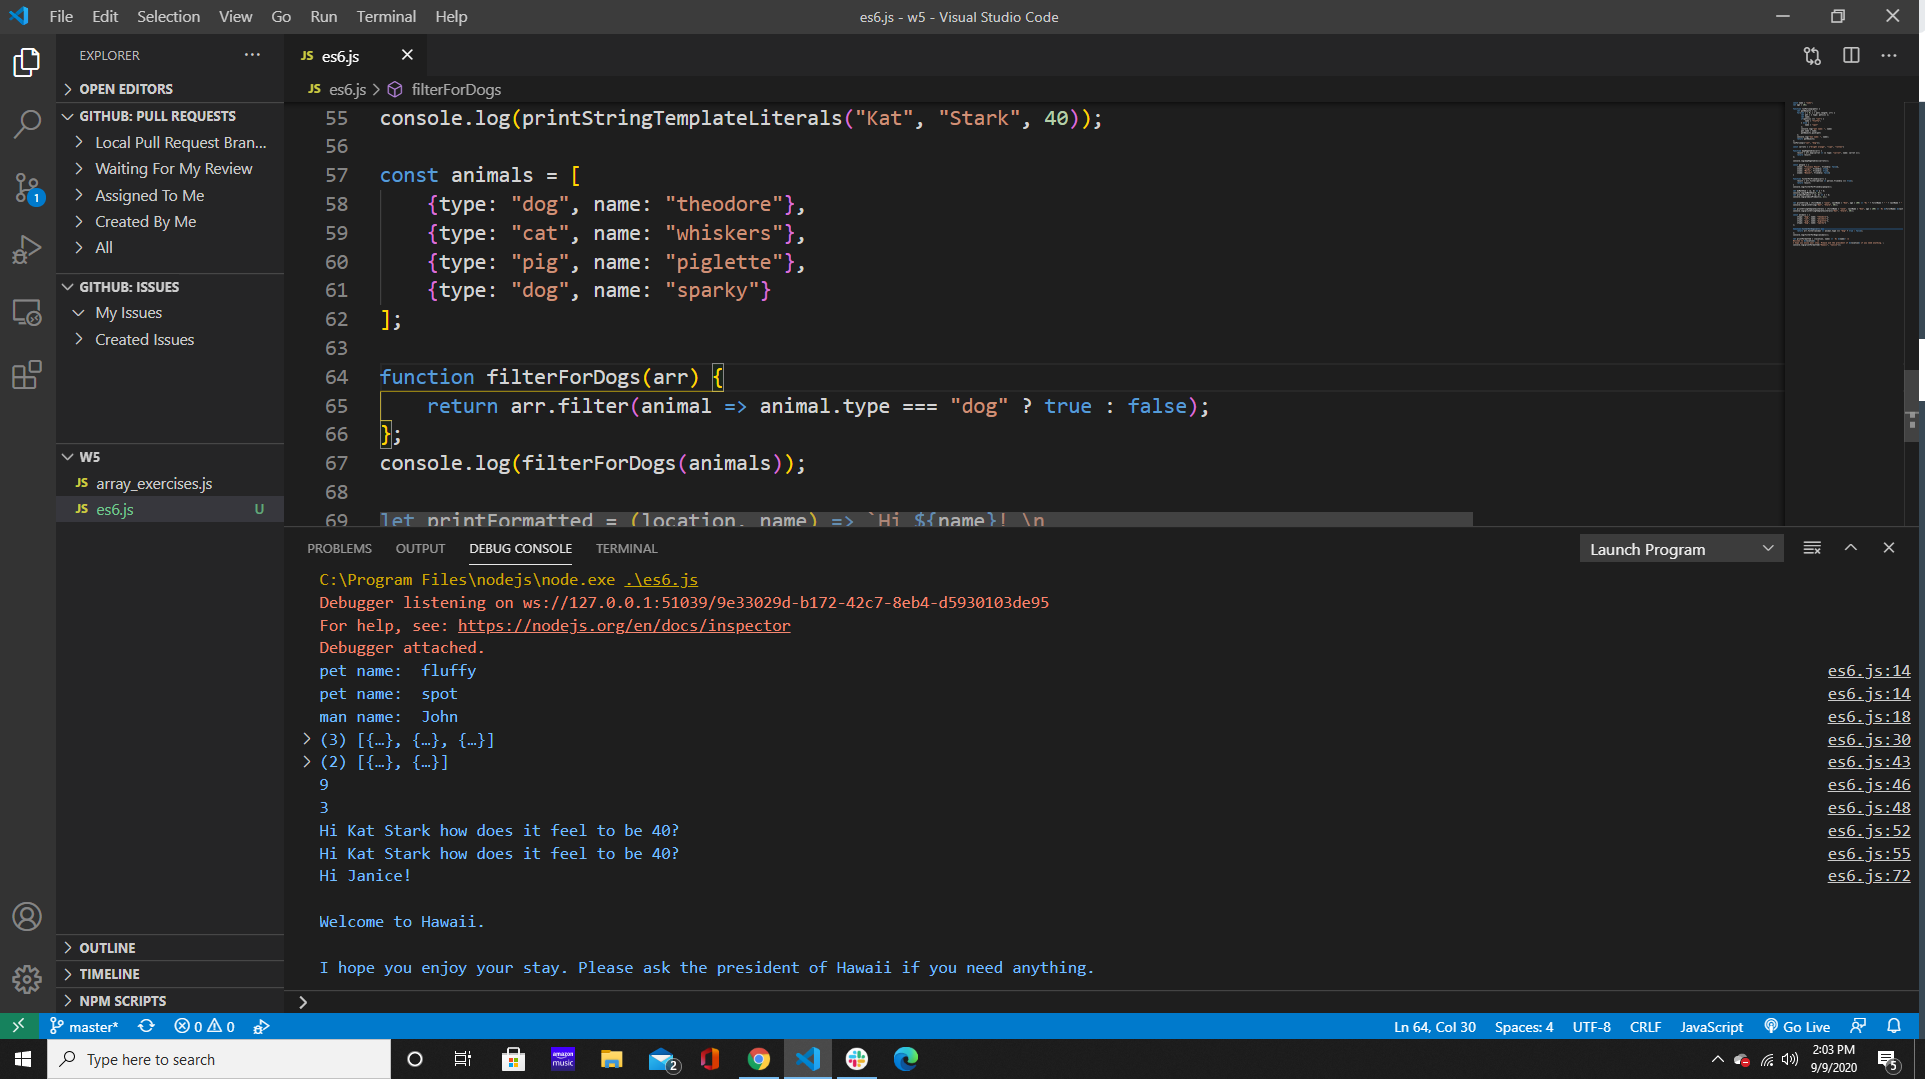 File Edit Selection View Go Run Terminal Help
es6.js - w5 - Visual Studio Code
EXPLORER
OPEN EDITORS
GITHUB: PULL REQUESTS
Local Pull Request Bran...
Waiting For My Review
Assigned To Me
Created By Me
All
GITHUB: ISSUES
My Issues
Created Issues
W5
JS array_exercises.js
JS es6.js U
OUTLINE
TIMELINE
NPM SCRIPTS
1
JS es6.js
JS es6.js > filterForDogs
55 console.log(printStringTemplateLiterals("Kat", "Stark", 40));
56
57 const animals = [
58 {type: "dog", name: "theodore"},
59 {type: "cat", name: "whiskers"},
60 {type: "pig", name: "piglette"},
61 {type: "dog", name: "sparky"}
62 ];
63
64 function filterForDogs(arr) {
65 return arr.filter(animal => animal.type === "dog" ? true : false);
66 };
67 console.log(filterForDogs(animals));
68
69 let printFormatted = (location, name) => `Hi ${name}! \n
PROBLEMS OUTPUT DEBUG CONSOLE TERMINAL
Launch Program
C:\Program Files\nodejs\node.exe .\es6.js
Debugger listening on ws://127.0.0.1:51039/9e33029d-b172-42c7-8eb4-d5930103de95
For help, see: https://nodejs.org/en/docs/inspector
Debugger attached.
pet name:  fluffy es6.js:14
pet name:  spot es6.js:14
man name:  John es6.js:18
(3) [{…}, {…}, {…}] es6.js:30
(2) [{…}, {…}] es6.js:43
9 es6.js:46
3 es6.js:48
Hi Kat Stark how does it feel to be 40? es6.js:52
Hi Kat Stark how does it feel to be 40? es6.js:55
Hi Janice! es6.js:72
Welcome to Hawaii.
I hope you enjoy your stay. Please ask the president of Hawaii if you need anything.
master* 0 0
Ln 64, Col 30 Spaces: 4 UTF-8 CRLF JavaScript Go Live
Type here to search
amazon music
2
2:03 PM
9/9/2020
5